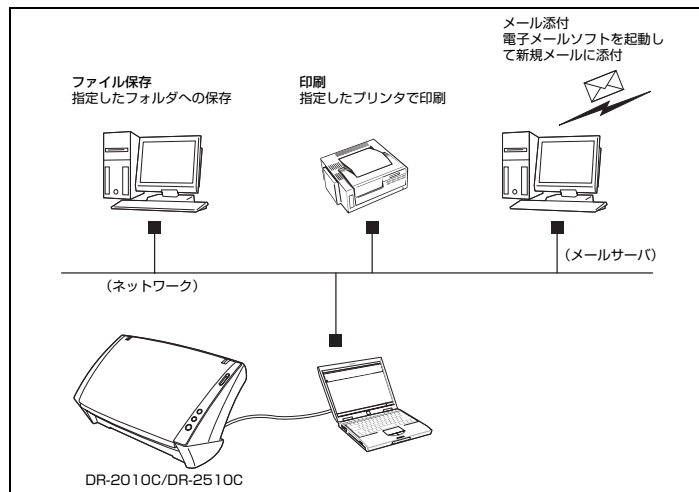 メール添付
電子メールソフトを起動し
て新規メールに添付
ファイル保存
指定したフォルダへの保存
印刷
指定したプリンタで印刷
（メールサーバ）
（ネットワーク）
DR-2010C/DR-2510C